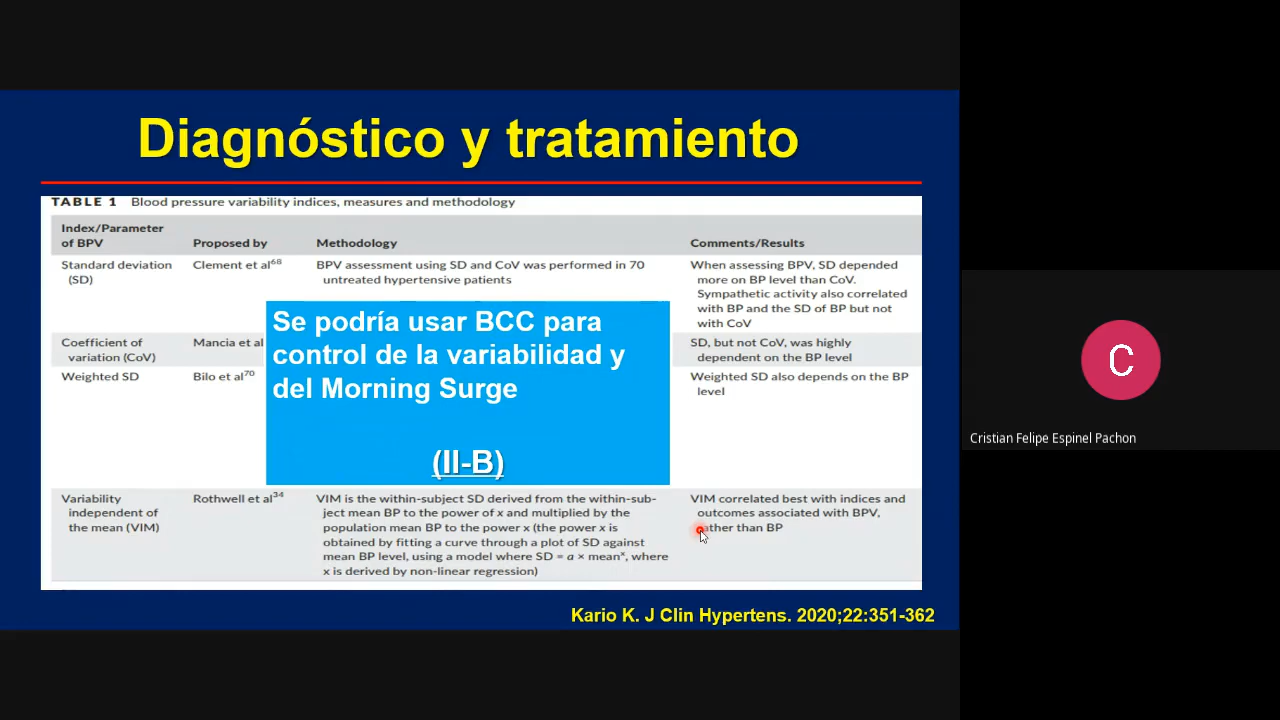 Diagnóstico y tratamiento
TABLE 1 Blood pressure variability indices, measures and methodology
Index/Parameter
of BPV
Proposed by
Methodology
Comments/Results
Standard deviation
(SD)
Clement et al68
BPV assessment using SD and CoV was performed in 70
untreated hypertensive patients
When assessing BPV, SD depended
more on BP level than CoV.
Sympathetic activity also correlated
with BP and the SD of BP but not
with CoV
Se podría usar BCC para
control de la variabilidad y
del Morning Surge
(II-B)
Coefficient of
variation (CoV)
Mancia et al
SD, but not CoV, was highly
dependent on the BP level
Weighted SD
Bilo et al70
Weighted SD also depends on the BP
level
Variability
independent of
the mean (VIM)
Rothwell et al34
VIM is the within-subject SD derived from the within-sub-
ject mean BP to the power of x and multiplied by the
population mean BP to the power x (the power x is
obtained by fitting a curve through a plot of SD against
mean BP level, using a model where SD = a × meanx, where
x is derived by non-linear regression)
VIM correlated best with indices and
outcomes associated with BPV,
rather than BP
Kario K. J Clin Hypertens. 2020;22:351-362
C
Cristian Felipe Espinel Pachon